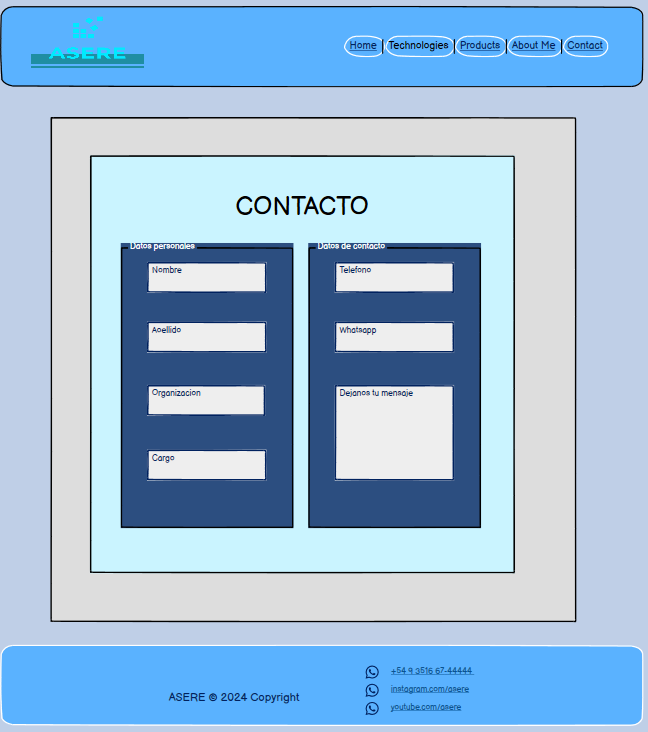 ASERE
Home Technologies Products About Me Contact
CONTACTO
Datos personales
Nombre
Aoellido
Organizacion
Cargo
Datos de contacto
Telefono
Whatsapp
Dejanos tu mensaje
ASERE © 2024 Copyright
+54 9 3516 67-44444
instagram.com/asere
youtube.com/asere